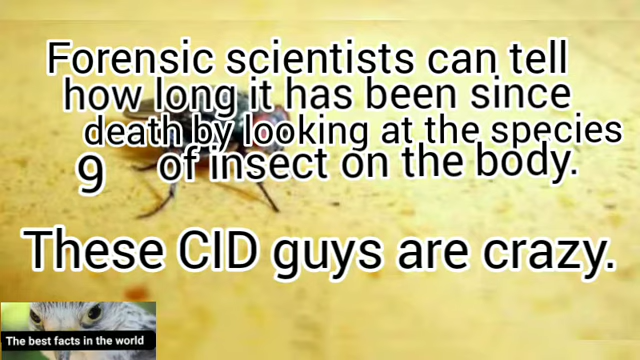 Forensic scientists can tell
how long it has been since
death by looking at the species
9 of insect on the body.
These CID guys are crazy.
The best facts in the world